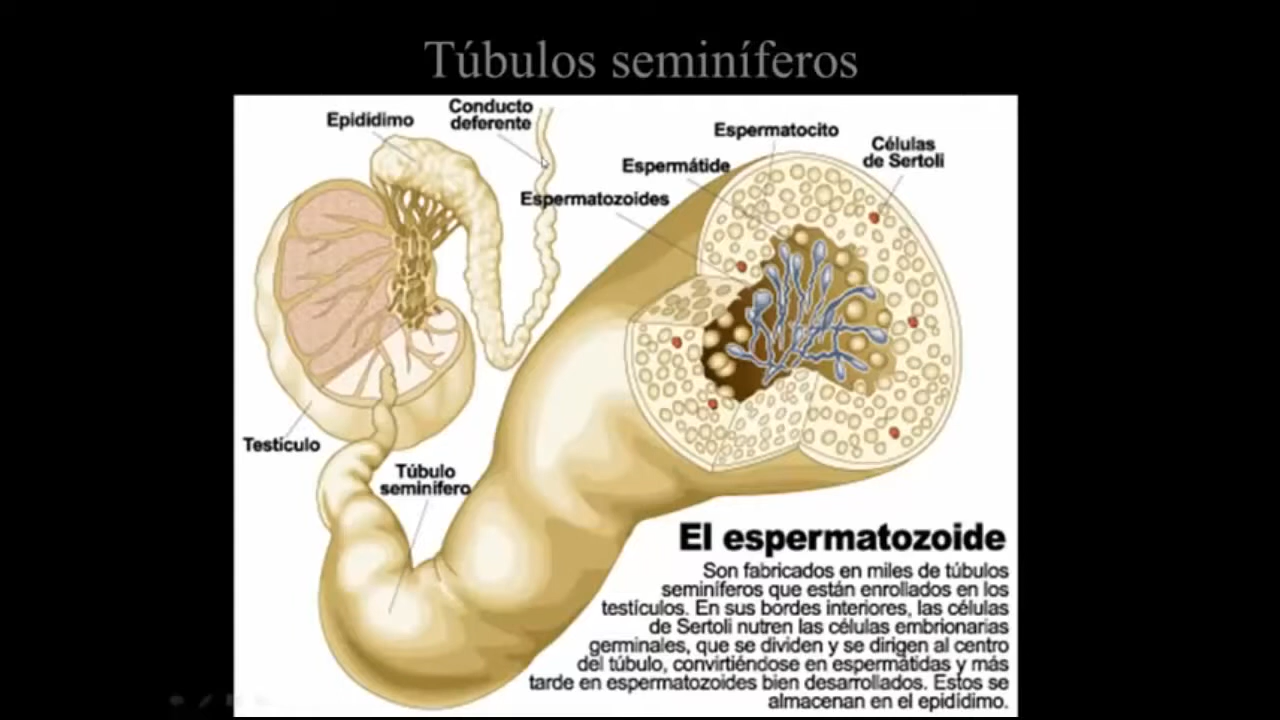 Túbulos seminíferos
Conducto
deferente
Epidídimo
Espermatocito
Células
de Sertoli
Espermátide
Espermatozoides
Testículo
Túbulo
seminífero
El espermatozoide
Son fabricados en miles de túbulos
seminíferos que están enrollados en los
testículos. En sus bordes interiores, las células
de Sertoli nutren las células embrionarias
germinales, que se dividen y se dirigen al centro
del túbulo, convirtiéndose en espermátidas y más
tarde en espermatozoides bien desarrollados. Estos se
almacenan en el epidídimo.